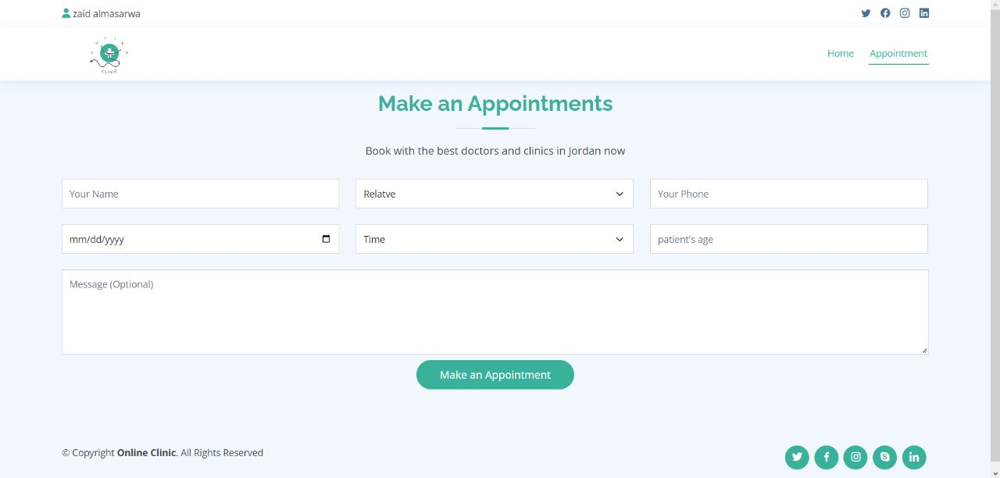 zaid almasarwa
CLINIC
Home
Appointment
Make an Appointments
Book with the best doctors and clinics in Jordan now
Your Name
Relatve
Your Phone
mm/dd/yyyy
Time
patient's age
Message (Optional)
Make an Appointment
© Copyright Online Clinic. All Rights Reserved